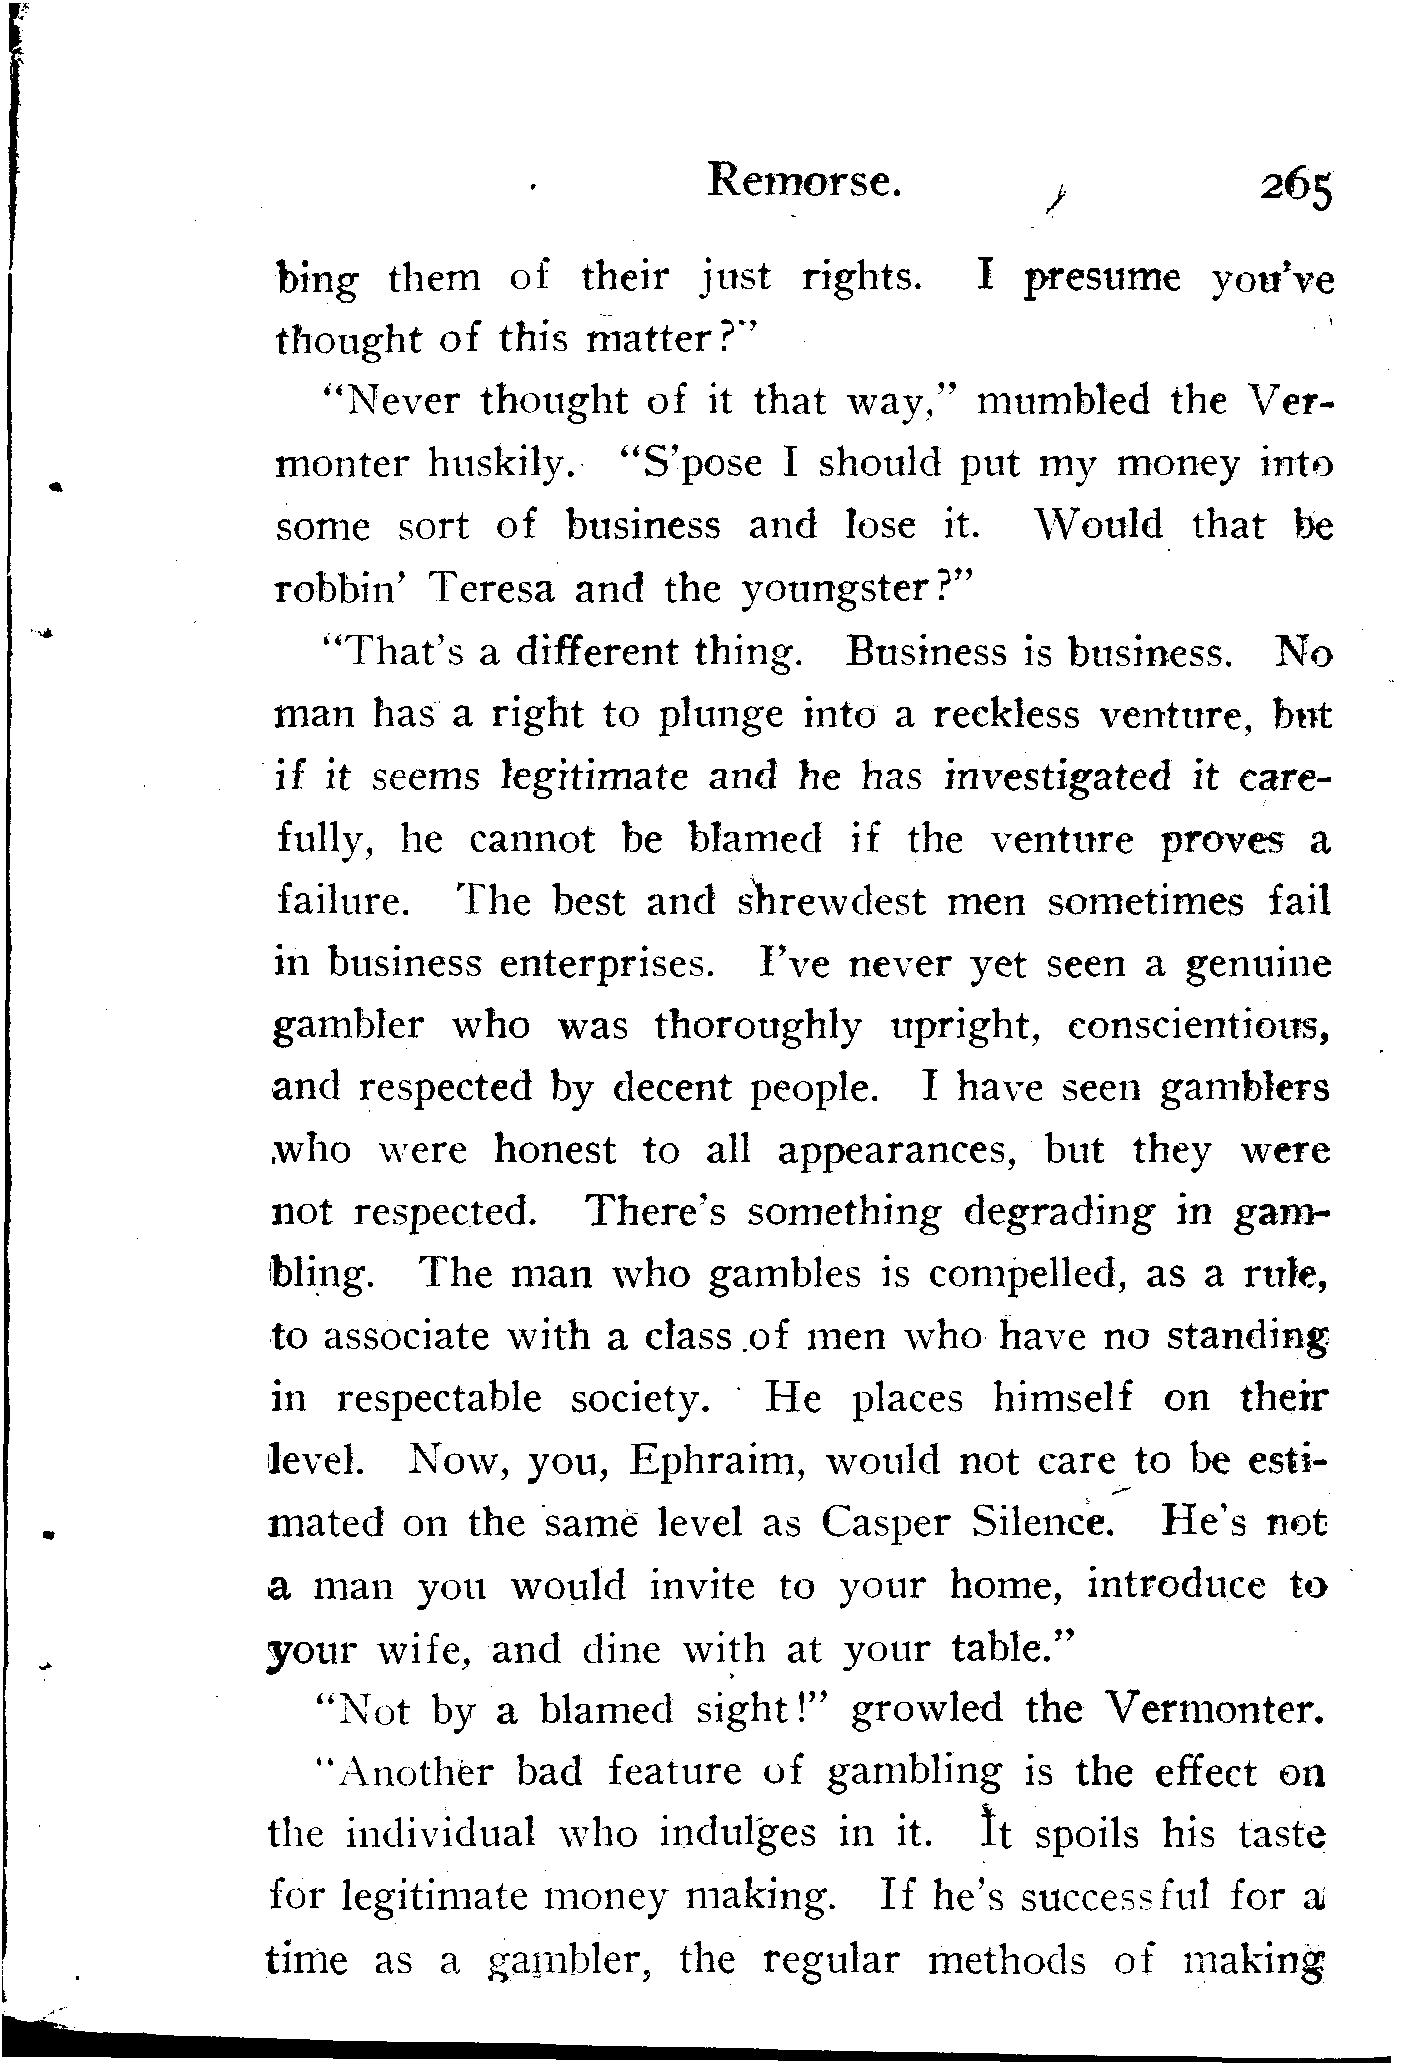 Remorse. 265
bing them of their just rights. I presume you've
thought of this matter?"
"Never thought of it that way," mumbled the Ver-
monter huskily. "S'pose I should put my money into
some sort of business and lose it. Would that be
robbin' Teresa and the youngster?"
"That's a different thing. Business is business. No
man has a right to plunge into a reckless venture, but
if it seems legitimate and he has investigated it care-
fully, he cannot be blamed if the venture proves a
failure. The best and shrewdest men sometimes fail
in business enterprises. I've never yet seen a genuine
gambler who was thoroughly upright, conscientious,
and respected by decent people. I have seen gamblers
who were honest to all appearances, but they were
not respected. There's something degrading in gam-
bling. The man who gambles is compelled, as a rule,
to associate with a class of men who have no standing
in respectable society. He places himself on their
level. Now, you, Ephraim, would not care to be esti-
mated on the same level as Casper Silence. He's not
a man you would invite to your home, introduce to
your wife, and dine with at your table."
"Not by a blamed sight!" growled the Vermonter.
"Another bad feature of gambling is the effect on
the individual who indulges in it. It spoils his taste
for legitimate money making. If he's successful for a
time as a gambler, the regular methods of making